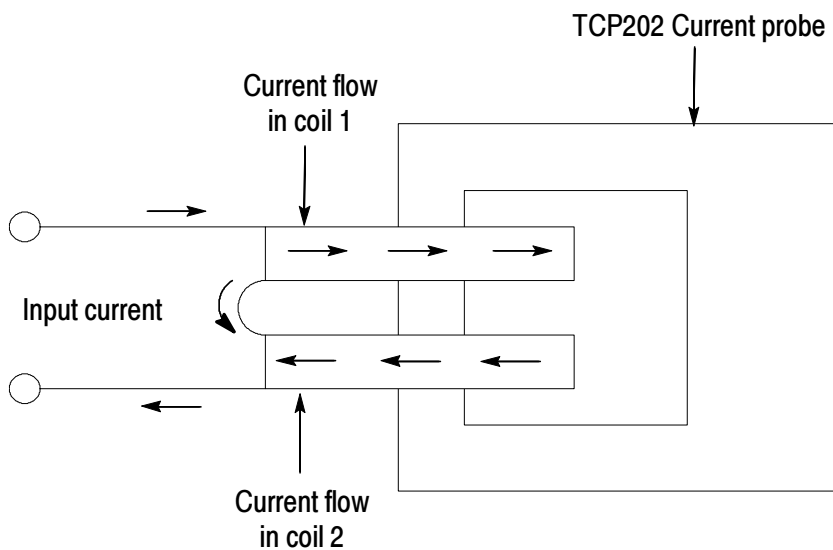 TCP202 Current probe
Current flow
in coil 1
Input current
Current flow
in coil 2